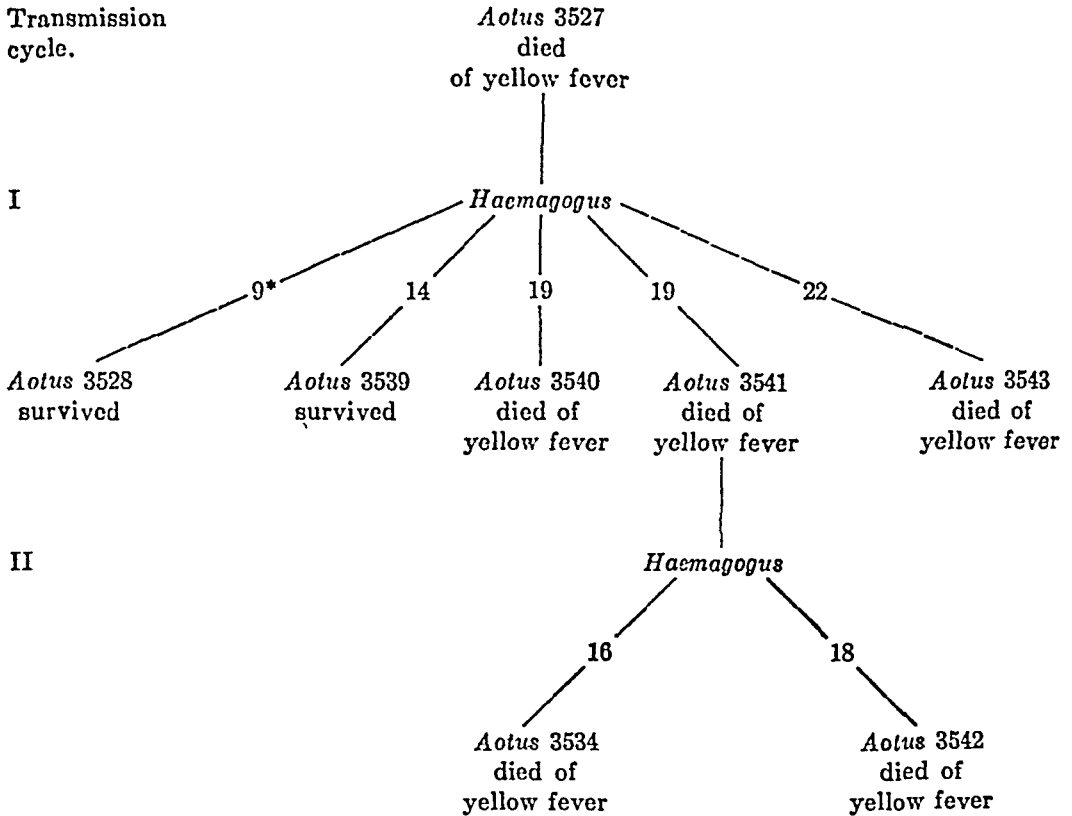 Transmission
cycle.
Aotus 3527
died
of yellow fever
I
Haemagogus
9*
14
19
19
22
Aotus 3528
survived
Aotus 3539
survived
Aotus 3540
died of
yellow fever
Aotus 3541
died of
yellow fever
Aotus 3543
died of
yellow fever
II
Haemagogus
16
18
Aotus 3534
died of
yellow fever
Aotus 3542
died of
yellow fever